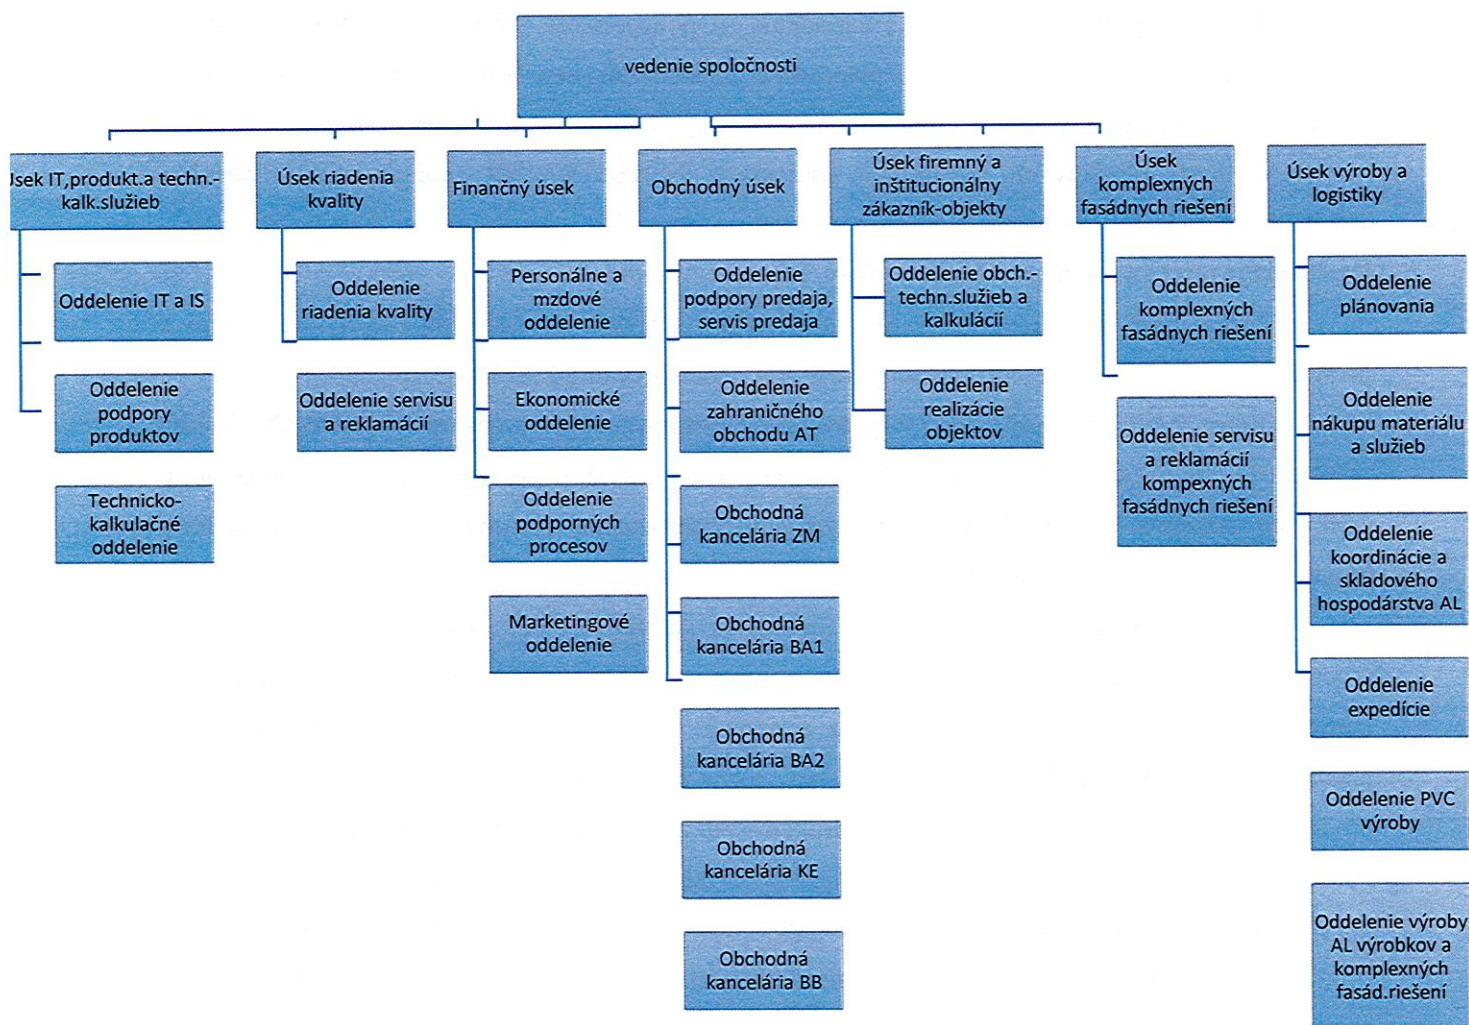 vedenie spoločnosti
Úsek IT,produkt.a techn.-
kalk.služieb
Úsek riadenia
kvality
Finančný úsek
Obchodný úsek
Úsek firemný a
inštitucionálny
zákazník-objekty
Úsek
komplexných
fasádnych riešení
Úsek výroby a
logistiky
Oddelenie IT a IS
Oddelenie
podpory
produktov
Technicko-
kalkulačné
oddelenie
Oddelenie
riadenia kvality
Oddelenie servisu
a reklamácií
Personálne a
mzdové
oddelenie
Ekonomické
oddelenie
Oddelenie
podporných
procesov
Marketingové
oddelenie
Oddelenie
podpory predaja,
servis predaja
Oddelenie
zahraničného
obchodu AT
Obchodná
kancelária ZM
Obchodná
kancelária BA1
Obchodná
kancelária BA2
Obchodná
kancelária KE
Obchodná
kancelária BB
Oddelenie obch.-
techn.služieb a
kalkulácií
Oddelenie
realizácie
objektov
Oddelenie
komplexných
fasádnych riešení
Oddelenie servisu
a reklamácií
kompexných
fasádnych riešení
Oddelenie
plánovania
Oddelenie
nákupu materiálu
a služieb
Oddelenie
koordinácie a
skladového
hospodárstva AL
Oddelenie
expedície
Oddelenie PVC
výroby
Oddelenie výroby
AL výrobkov a
komplexných
fasád.riešení